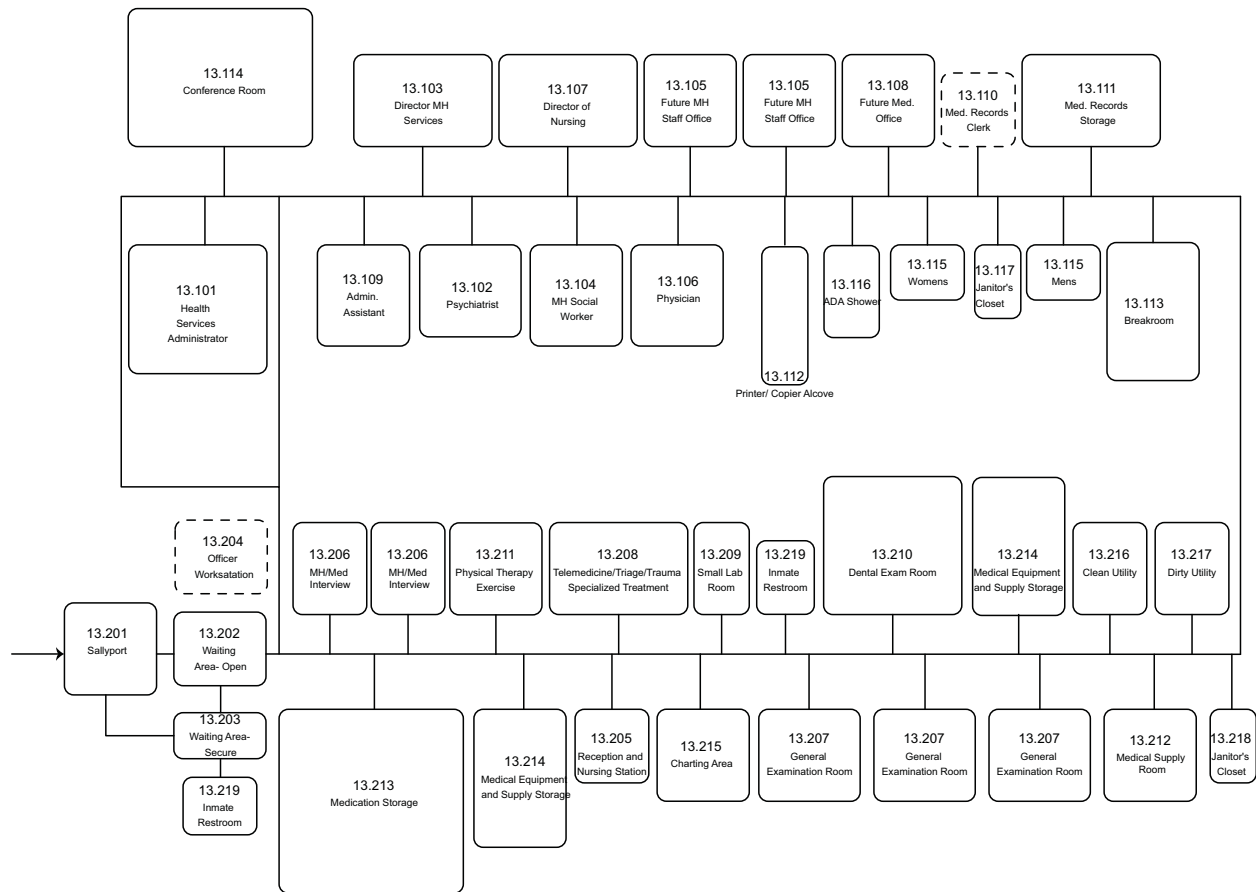 13.114
Conference Room
13.103
Director MH
Services
13.107
Director of
Nursing
13.105
Future MH
Staff Office
13.105
Future MH
Staff Office
13.108
Future Med.
Office
13.110
Med. Records
Clerk
13.111
Med. Records
Storage
13.101
Health
Services
Administrator
13.109
Admin.
Assistant
13.102
Psychiatrist
13.104
MH Social
Worker
13.106
Physician
13.112
Printer/ Copier Alcove
13.116
ADA Shower
13.115
Womens
13.117
Janitor's
Closet
13.115
Mens
13.113
Breakroom
13.204
Officer
Worksatation
13.206
MH/Med
Interview
13.206
MH/Med
Interview
13.211
Physical Therapy
Exercise
13.208
Telemedicine/Triage/Trauma
Specialized Treatment
13.209
Small Lab
Room
13.219
Inmate
Restroom
13.210
Dental Exam Room
13.214
Medical Equipment
and Supply Storage
13.216
Clean Utility
13.217
Dirty Utility
13.201
Sallyport
13.202
Waiting
Area- Open
13.203
Waiting Area-
Secure
13.219
Inmate
Restroom
13.213
Medication Storage
13.214
Medical Equipment
and Supply Storage
13.205
Reception and
Nursing Station
13.215
Charting Area
13.207
General
Examination Room
13.207
General
Examination Room
13.207
General
Examination Room
13.212
Medical Supply
Room
13.218
Janitor's
Closet